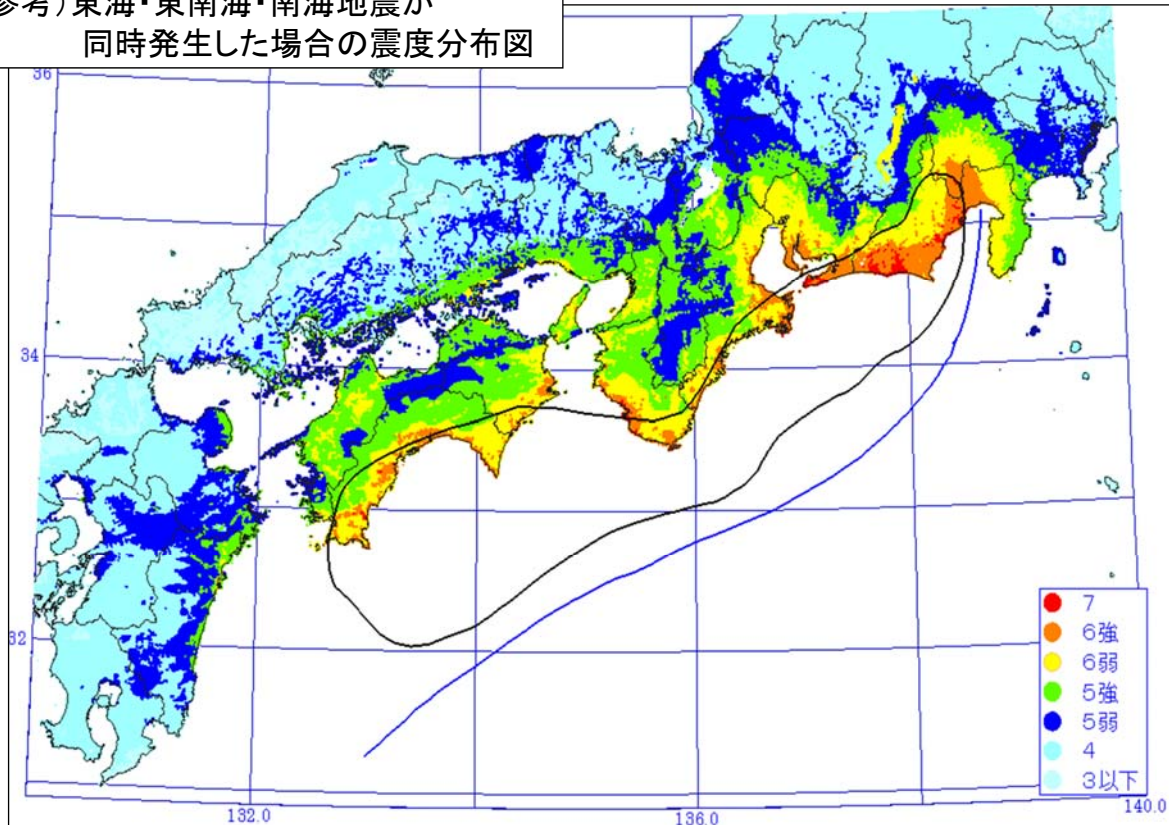 参考)東海・東南海・南海地震が
同時発生した場合の震度分布図
36
34
32
132.0
136.0
140.0
7
6強
6弱
5強
5弱
4
3以下